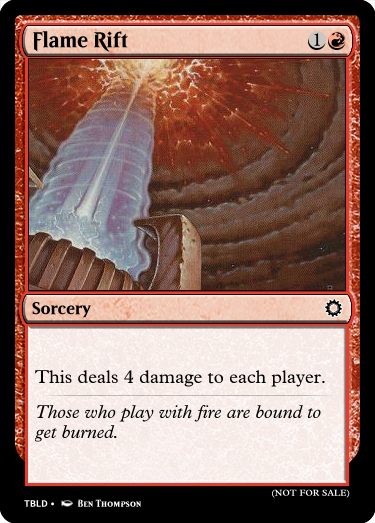 Flame Rift 1
Sorcery
This deals 4 damage to each player.
Those who play with fire are bound to
get burned.
(NOT FOR SALE)
TBLD • BEN THOMPSON